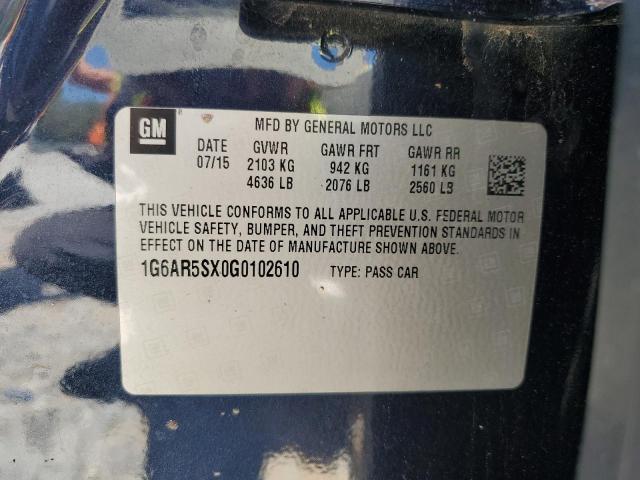 GM
MFD BY GENERAL MOTORS LLC
DATE GVWR GAWR FRT GAWR RR
07/15 2103 KG 942 KG 1161 KG
4636 LB 2076 LB 2560 LB
THIS VEHICLE CONFORMS TO ALL APPLICABLE U.S. FEDERAL MOTOR
VEHICLE SAFETY, BUMPER, AND THEFT PREVENTION STANDARDS IN
EFFECT ON THE DATE OF MANUFACTURE SHOWN ABOVE.
1G6AR5SX0G0102610 TYPE: PASS CAR